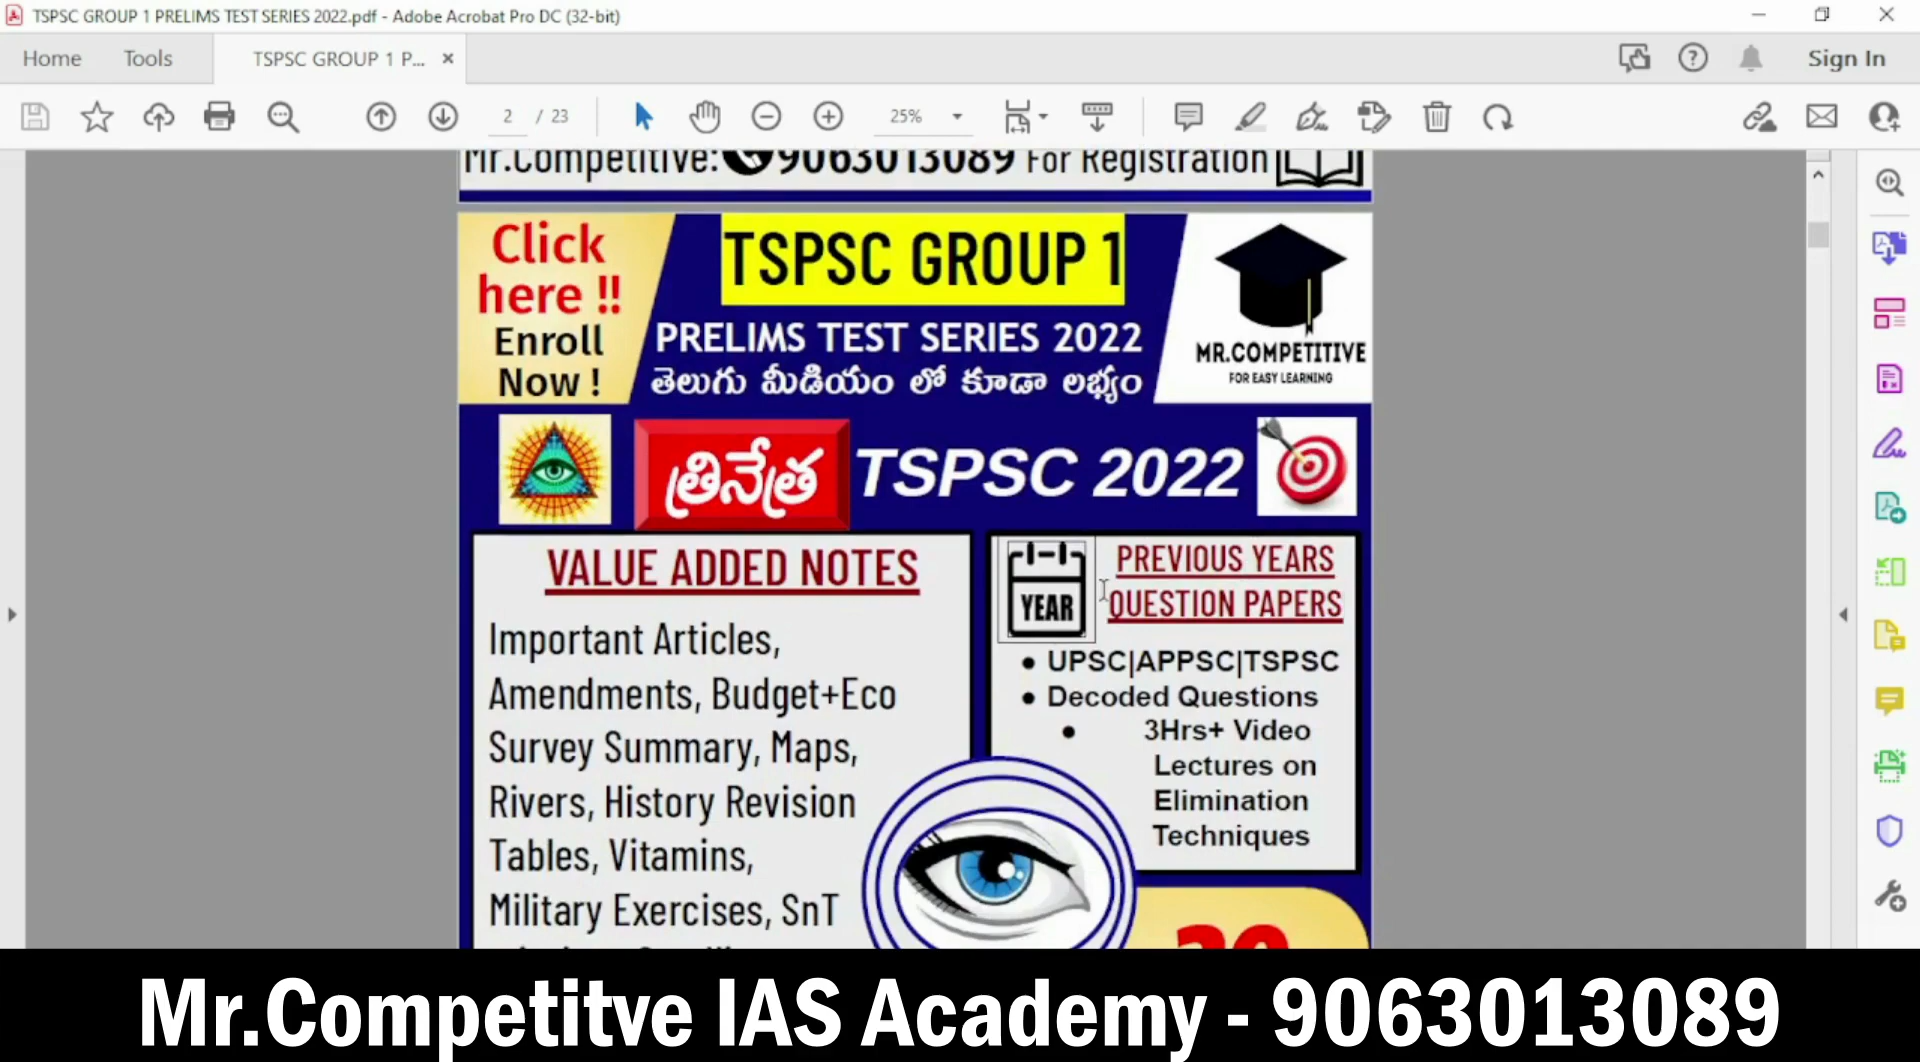 TSPSC GROUP 1 PRELIMS TEST SERIES 2022.pdf - Adobe Acrobat Pro DC (32-bit)
Home Tools TSPSC GROUP 1 P... × Sign In
2 / 23 25%
Mr.Competitive: 9063013089 For Registration
Click
here !!
Enroll
Now !
TSPSC GROUP 1
PRELIMS TEST SERIES 2022
తెలుగు మీడియం లో కూడా లభ్యం
MR.COMPETITIVE
FOR EASY LEARNING
త్రినేత్ర TSPSC 2022
VALUE ADDED NOTES
Important Articles,
Amendments, Budget+Eco
Survey Summary, Maps,
Rivers, History Revision
Tables, Vitamins,
Military Exercises, SnT
YEAR
PREVIOUS YEARS
QUESTION PAPERS
• UPSC|APPSC|TSPSC
• Decoded Questions
• 3Hrs+ Video
Lectures on
Elimination
Techniques
Mr.Competitve IAS Academy - 9063013089